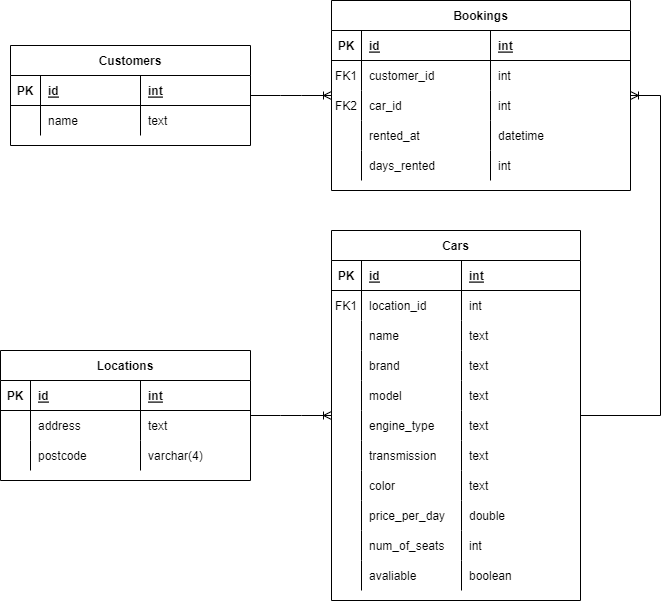 Bookings
PK id int
FK1 customer_id int
FK2 car_id int
rented_at datetime
days_rented int
Customers
PK id int
name text
Cars
PK id int
FK1 location_id int
name text
brand text
model text
engine_type text
transmission text
color text
price_per_day double
num_of_seats int
avaliable boolean
Locations
PK id int
address text
postcode varchar(4)